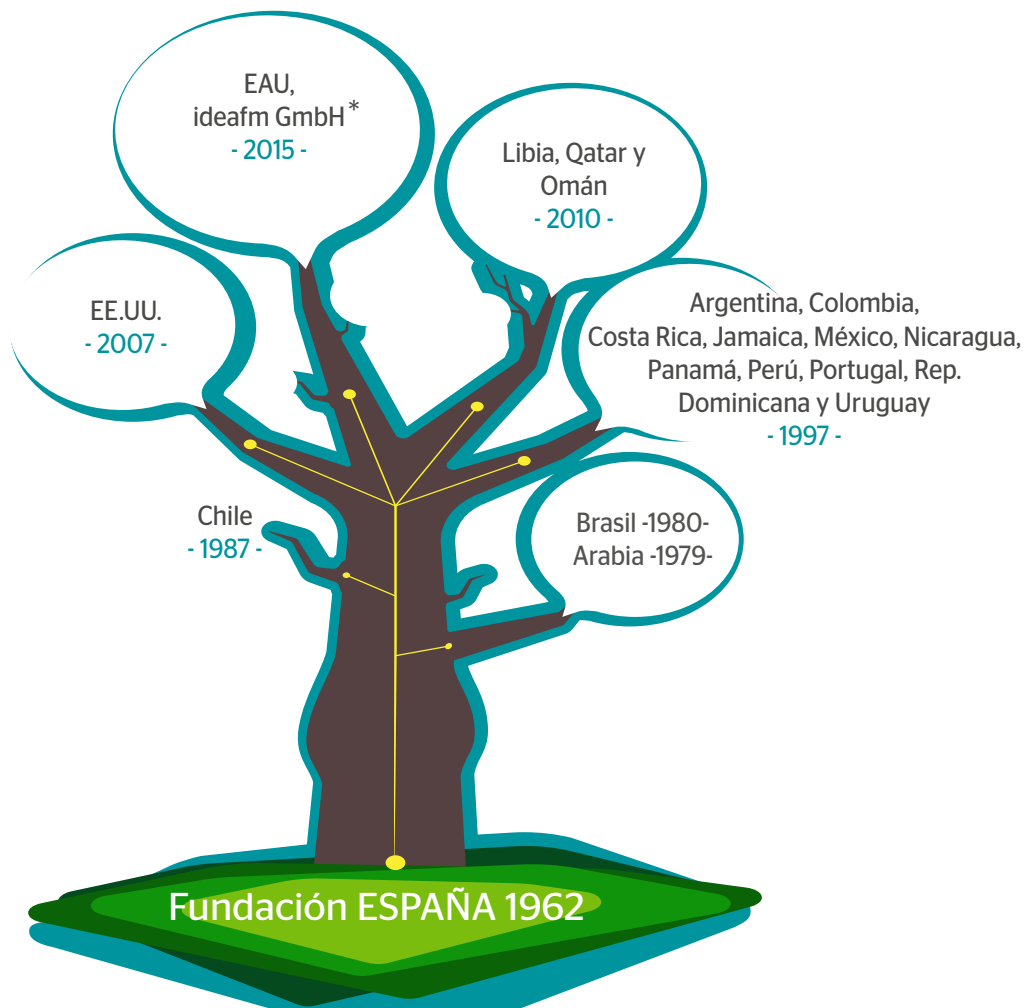 EAU,
ideafm GmbH*
- 2015 -
Libia, Qatar y
Omán
- 2010 -
EE.UU.
- 2007 -
Argentina, Colombia,
Costa Rica, Jamaica, México, Nicaragua,
Panamá, Perú, Portugal, Rep.
Dominicana y Uruguay
- 1997 -
Chile
- 1987 -
Brasil -1980-
Arabia -1979-
Fundación ESPAÑA 1962